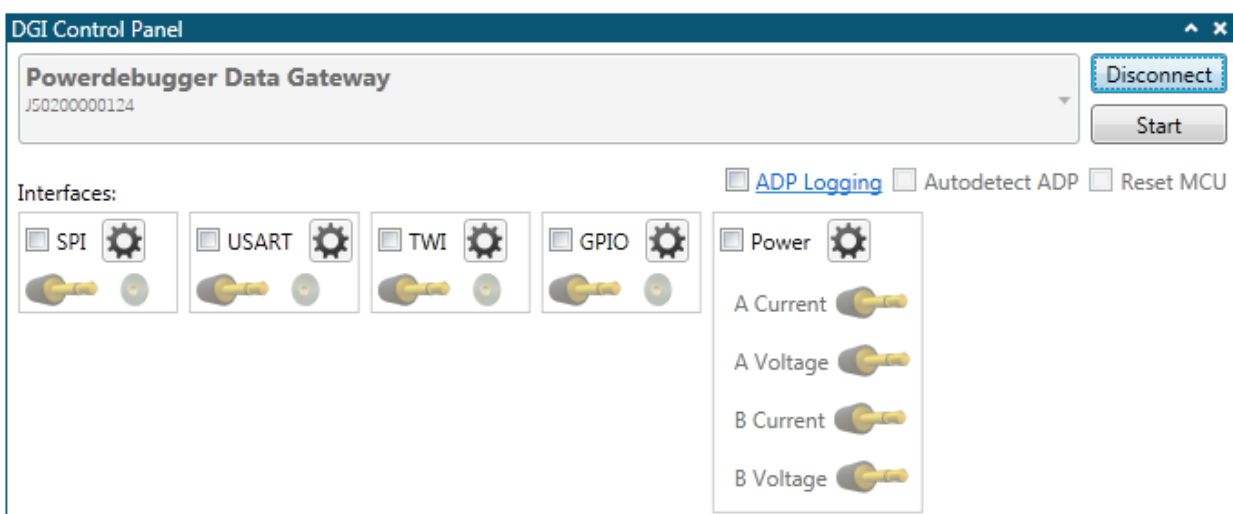 DGI Control Panel
Powerdebugger Data Gateway
J50200000124
Disconnect
Start
Interfaces:
ADP Logging Autodetect ADP Reset MCU
SPI USART TWI GPIO Power
A Current
A Voltage
B Current
B Voltage